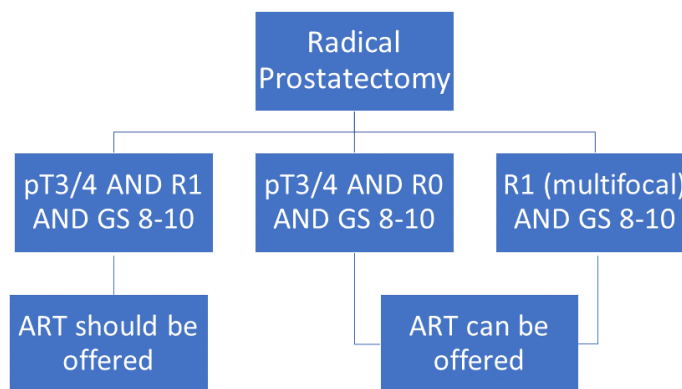 Radical
Prostatectomy
pT3/4 AND R1
AND GS 8-10
pT3/4 AND R0
AND GS 8-10
R1 (multifocal)
AND GS 8-10
ART should be
offered
ART can be
offered